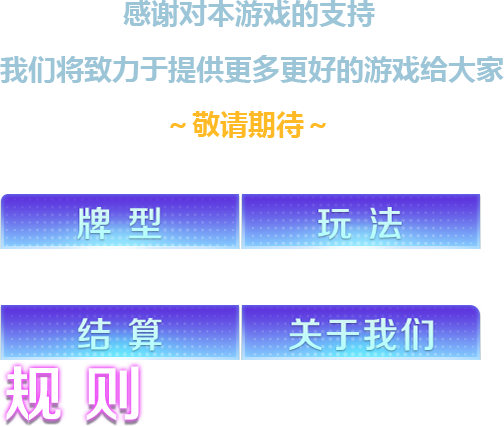 感谢对本游戏的支持
我们将致力于提供更多更好的游戏给大家
～敬请期待～
牌型 玩法
结算 关于我们
规则